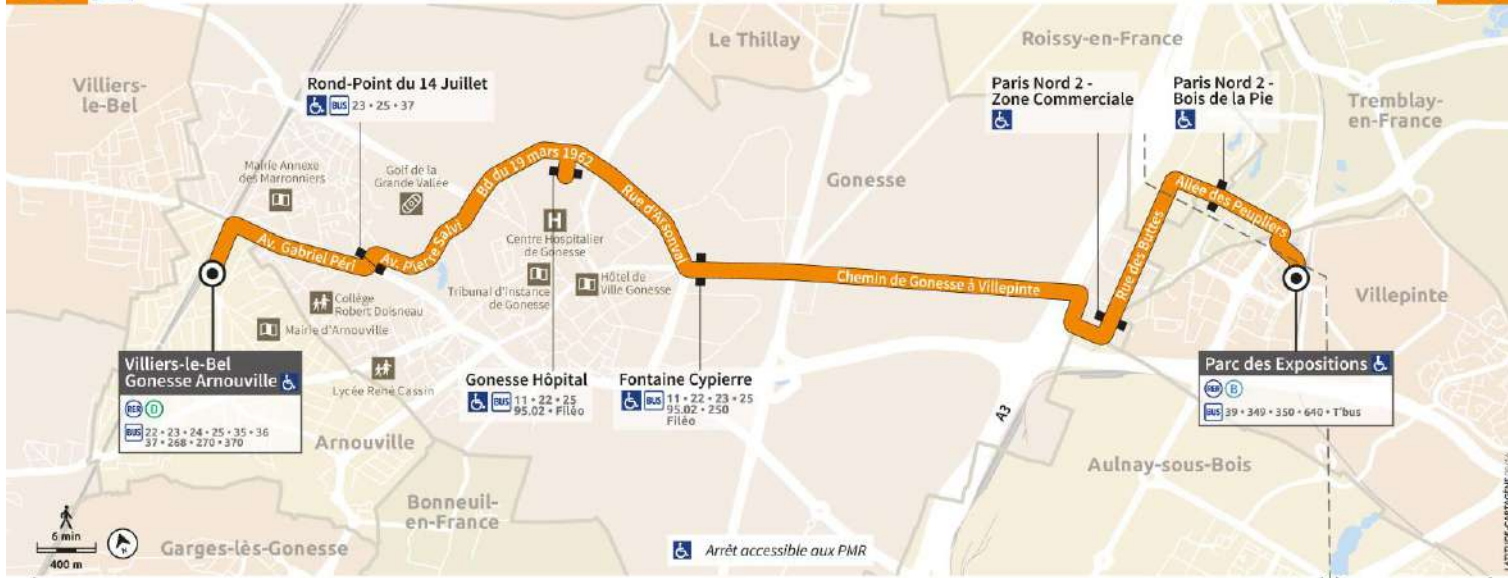 Le Thillay
Roissy-en-France
Villiers-
le-Bel
Rond-Point du 14 Juillet
BUS 23 • 25 • 37
Paris Nord 2 -
Zone Commerciale
Paris Nord 2 -
Bois de la Pie
Tremblay-
en-France
Mairie Annexe
des Marronniers
Golf de la
Grande Vallée
Bd du 19 mars 1962
Rue d'Arsonval
Gonesse
Allée des Peupliers
Av. Gabriel Péri
Av. Pierre Salvi
H
Centre Hospitalier
de Gonesse
Tribunal d'Instance
de Gonesse
Hôtel de
Ville Gonesse
Chemin de Gonesse à Villepinte
Rue des Buttes
Villepinte
Collège
Robert Doisneau
Mairie d'Arnouville
Lycée René Cassin
Villiers-le-Bel
Gonesse Arnouville
RER D
BUS 22 • 23 • 24 • 25 • 35 • 36
37 • 268 • 270 • 370
Gonesse Hôpital
BUS 11 • 22 • 25
95.02 • Filéo
Fontaine Cypierre
BUS 11 • 22 • 23 • 25
95.02 • 250
Filéo
A3
Parc des Expositions
RER B
BUS 39 • 349 • 350 • 640 • T'bus
Arnouville
Aulnay-sous-Bois
Bonneuil-
en-France
Garges-lès-Gonesse
6 min
400 m
N
Arrêt accessible aux PMR